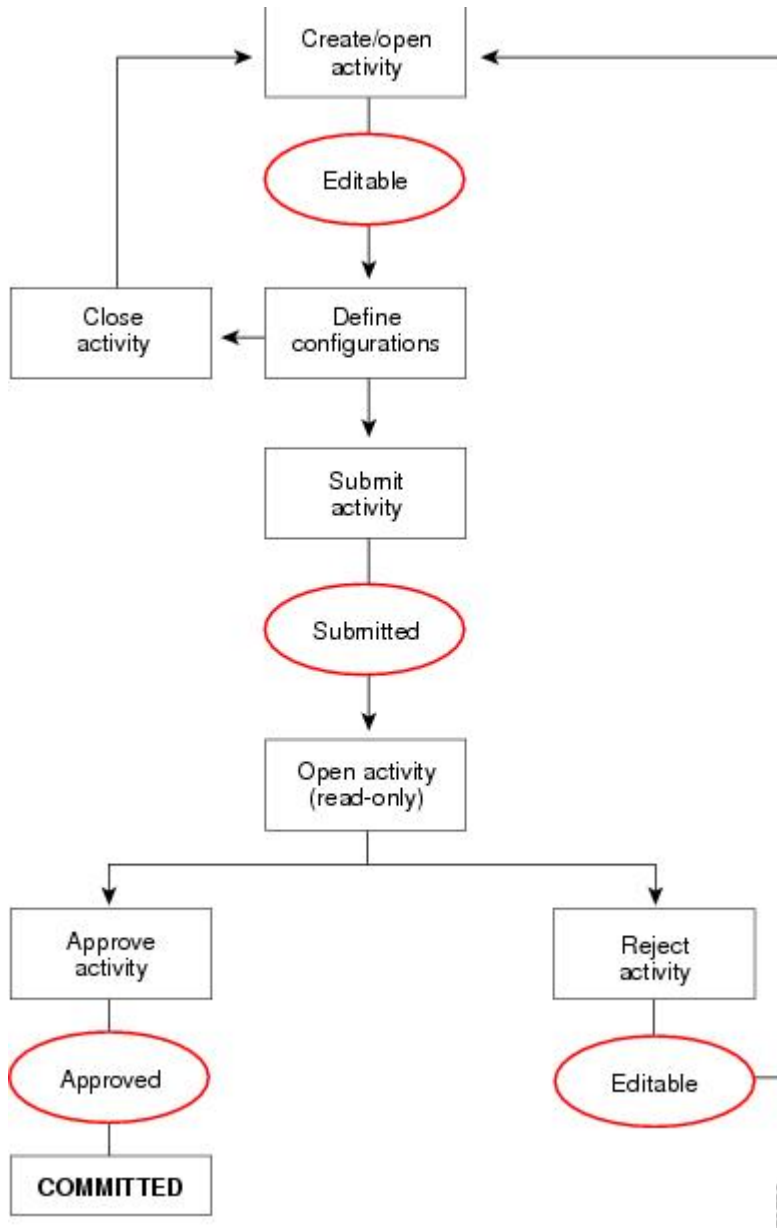 Create/open
activity
Editable
Close
activity
Define
configurations
Submit
activity
Submitted
Open activity
(read-only)
Approve
activity
Reject
activity
Approved
Editable
COMMITTED